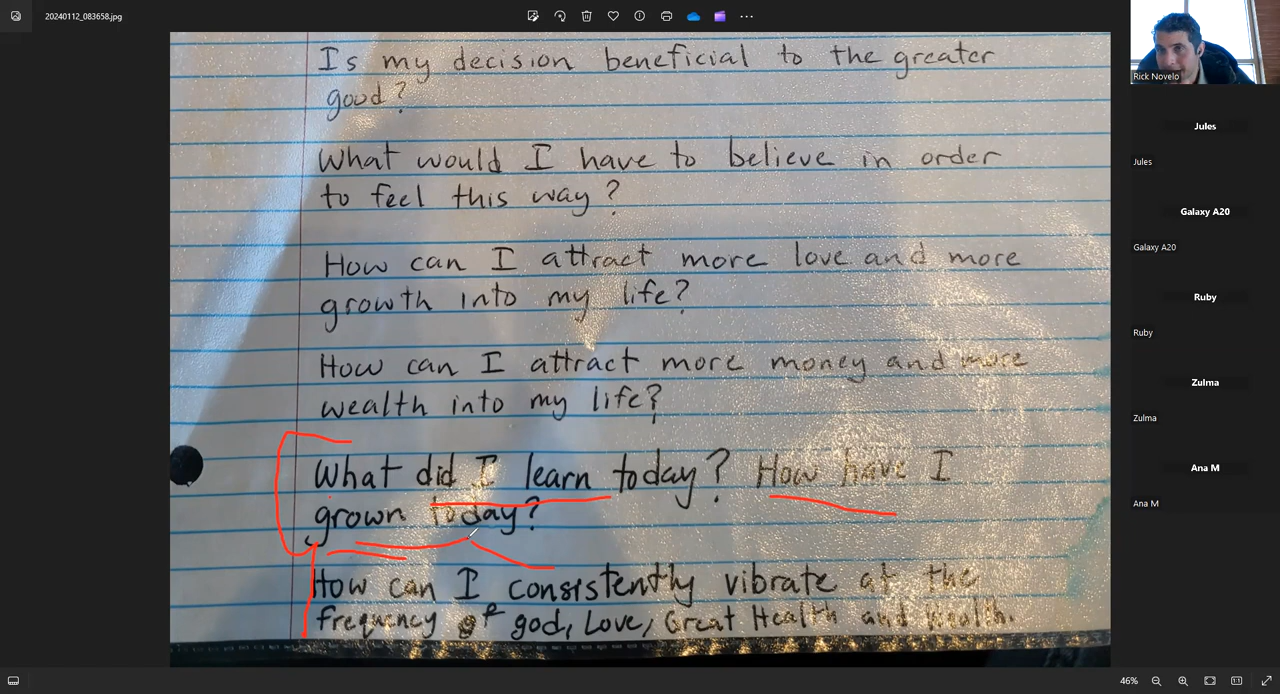 20240112_083658.jpg
Is my decision beneficial to the greater
good?
What would I have to believe in order
to feel this way?
How can I attract more love and more
growth into my life?
How can I attract more money and more
wealth into my life?
What did I learn today? How have I
grown today?
How can I consistently vibrate at the
frequency of god, Love, Great Health and Wealth.
Rick Novelo
Jules
Jules
Galaxy A20
Galaxy A20
Ruby
Ruby
Zulma
Zulma
Ana M
Ana M
46%